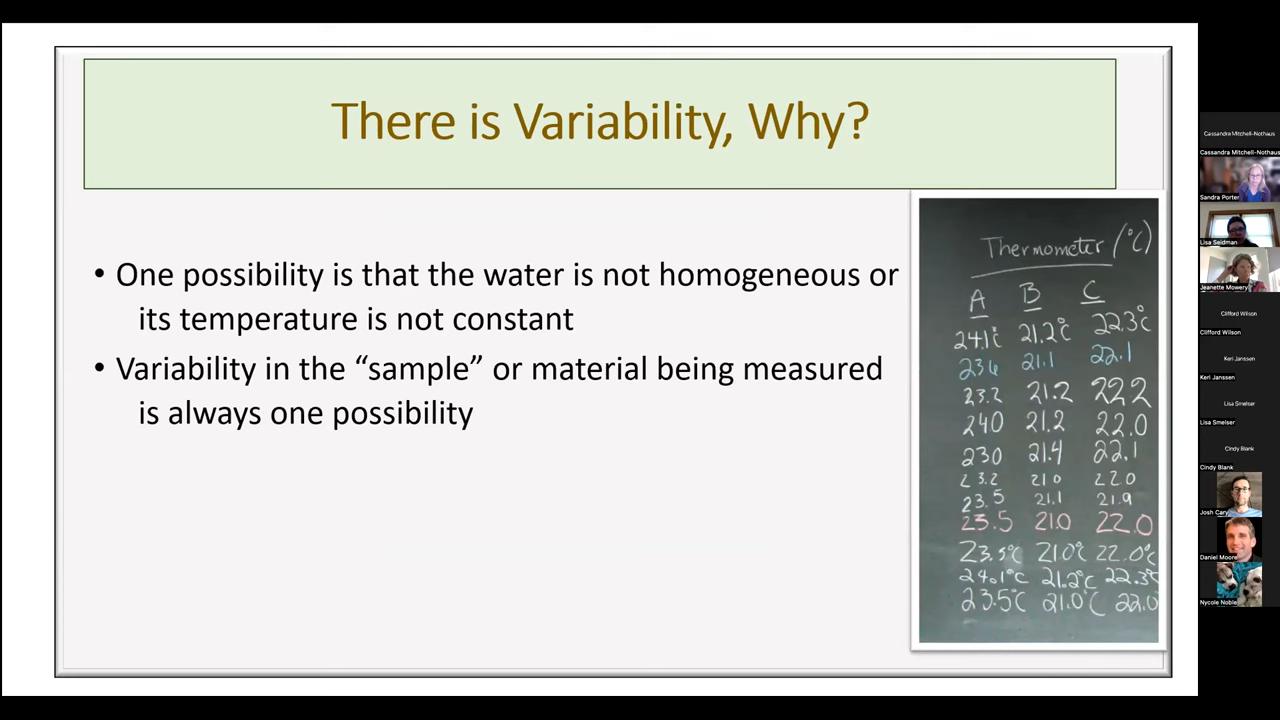 There is Variability, Why?
• One possibility is that the water is not homogeneous or
its temperature is not constant
• Variability in the “sample” or material being measured
is always one possibility
Thermometer (°C)
A B C
24.1°C 21.2°C 22.3°C
23.6 21.1 22.1
23.2 21.2 22.2
240 21.2 22.0
230 21.4 22.1
23.2 21.0 22.0
23.5 21.1 21.9
23.5 21.0 22.0
23.5°C 21.0°C 22.0°C
24.1°C 21.2°C 22.3°C
23.5°C 21.0°C 22.0
Cassandra Mitchell-Nothaus
Cassandra Mitchell-Nothaus
Sandra Porter
Lisa Seidman
Jeanette Mowery
Clifford Wilson
Clifford Wilson
Keri Janssen
Keri Janssen
Lisa Smelser
Lisa Smelser
Cindy Blank
Cindy Blank
Josh Cary
Daniel Moore
Nycole Noble